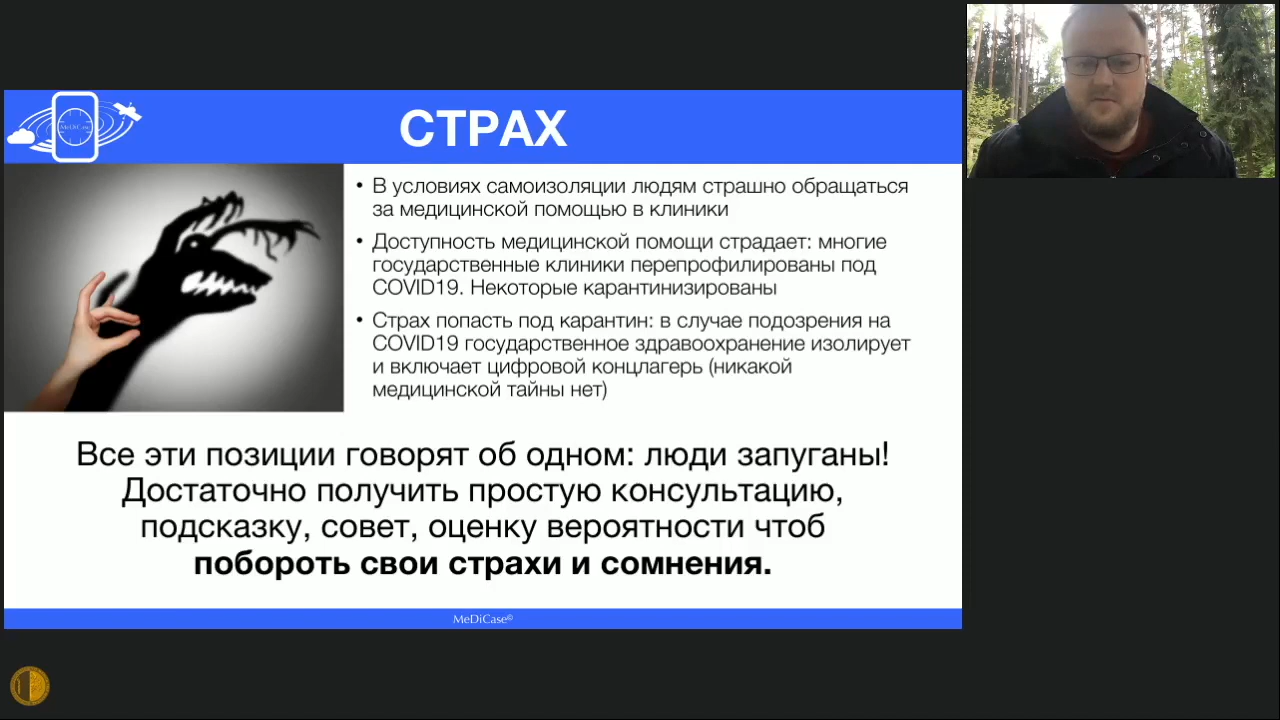 СТРАХ
MeDiCase
• В условиях самоизоляции людям страшно обращаться
за медицинской помощью в клиники
• Доступность медицинской помощи страдает: многие
государственные клиники перепрофилированы под
COVID19. Некоторые карантинизированы
• Страх попасть под карантин: в случае подозрения на
COVID19 государственное здравоохранение изолирует
и включает цифровой концлагерь (никакой
медицинской тайны нет)
Все эти позиции говорят об одном: люди запуганы!
Достаточно получить простую консультацию,
подсказку, совет, оценку вероятности чтоб
побороть свои страхи и сомнения.
MeDiCase©